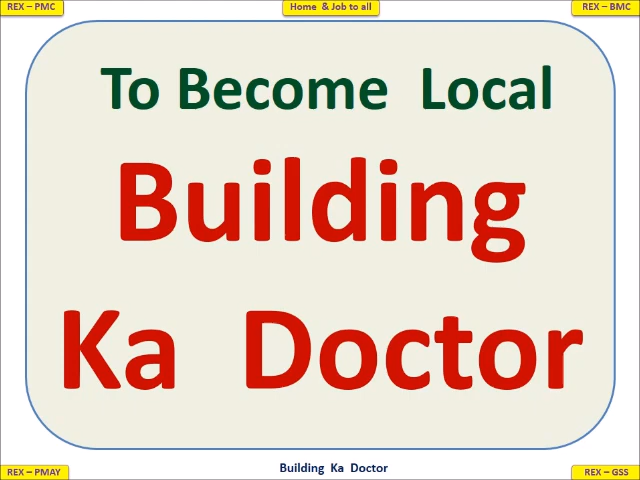 REX – PMC
Home & Job to all
REX – BMC
To Become Local
Building
Ka Doctor
REX – PMAY
Building Ka Doctor
REX – GSS